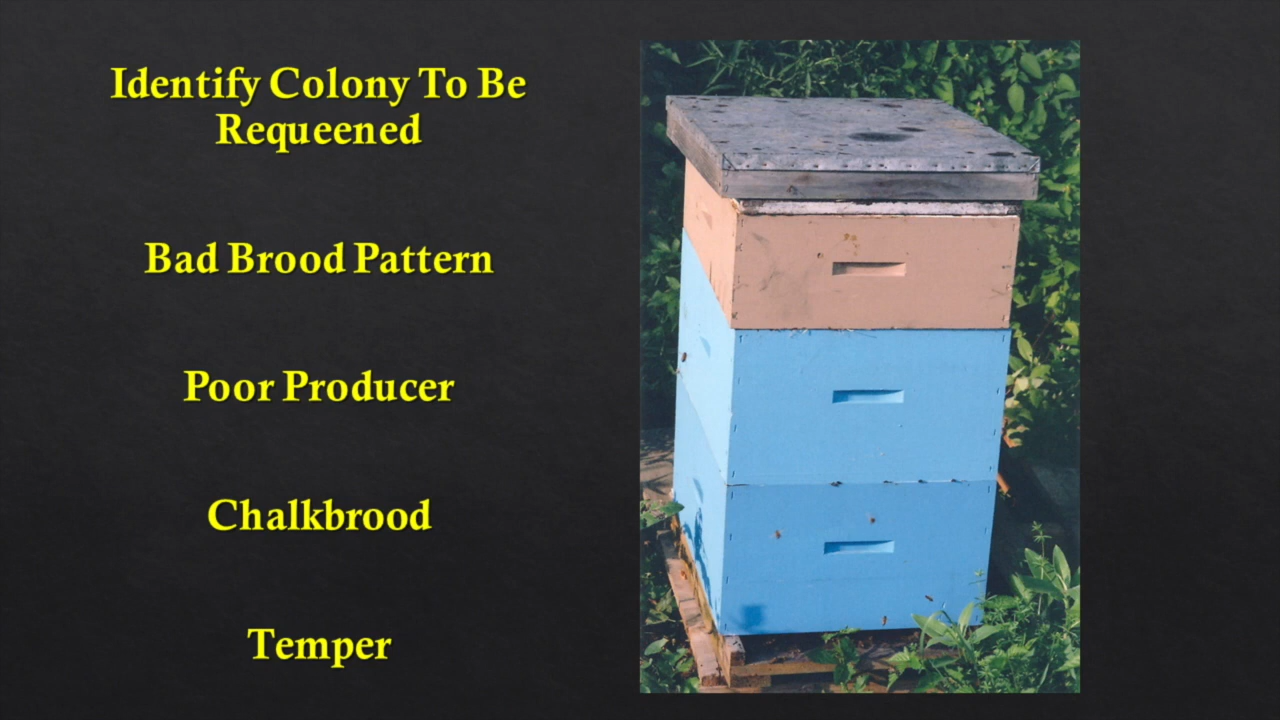 Identify Colony To Be
Requeened
Bad Brood Pattern
Poor Producer
Chalkbrood
Temper